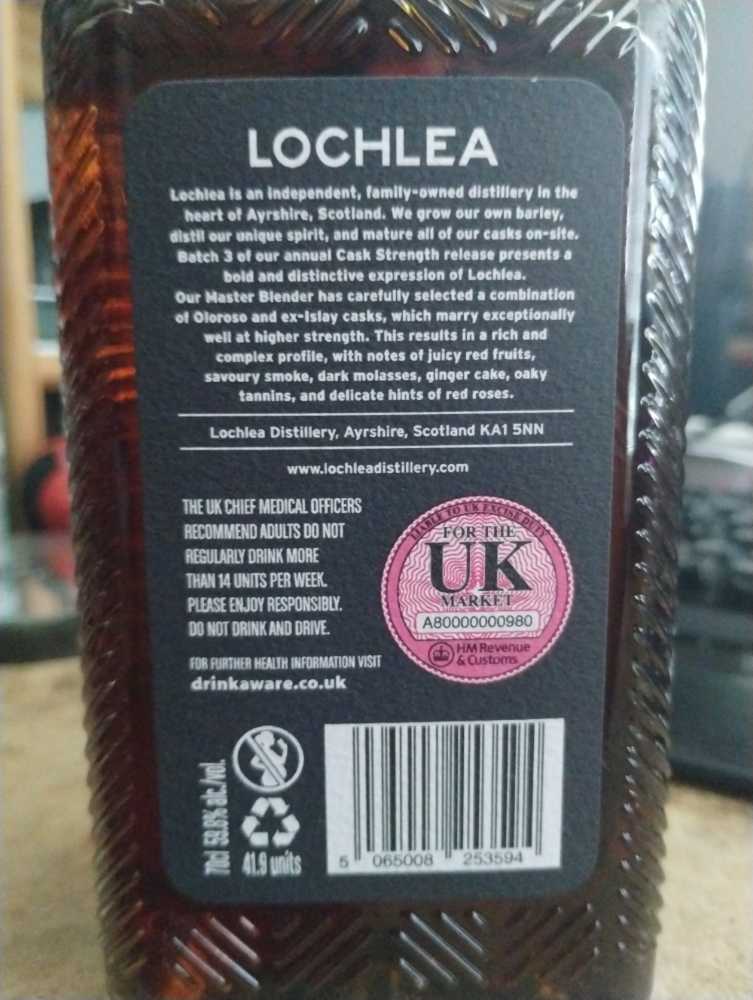 LOCHLEA
Lochlea is an independent, family-owned distillery in the
heart of Ayrshire, Scotland. We grow our own barley,
distil our unique spirit, and mature all of our casks on-site.
Batch 3 of our annual Cask Strength release presents a
bold and distinctive expression of Lochlea.
Our Master Blender has carefully selected a combination
of Oloroso and ex-Islay casks, which marry exceptionally
well at higher strength. This results in a rich and
complex profile, with notes of juicy red fruits,
savoury smoke, dark molasses, ginger cake, oaky
tannins, and delicate hints of red roses.
Lochlea Distillery, Ayrshire, Scotland KA1 5NN
www.lochleadistillery.com
THE UK CHIEF MEDICAL OFFICERS
RECOMMEND ADULTS DO NOT
REGULARLY DRINK MORE
THAN 14 UNITS PER WEEK.
PLEASE ENJOY RESPONSIBLY.
DO NOT DRINK AND DRIVE.
FOR FURTHER HEALTH INFORMATION VISIT
drinkaware.co.uk
LIABLE TO UK EXCISE DUTY
FOR THE
UK
MARKET
A80000000980
HM Revenue
& Customs
70cl 59.8% alc./vol.
41.9 units
5 065008 253594